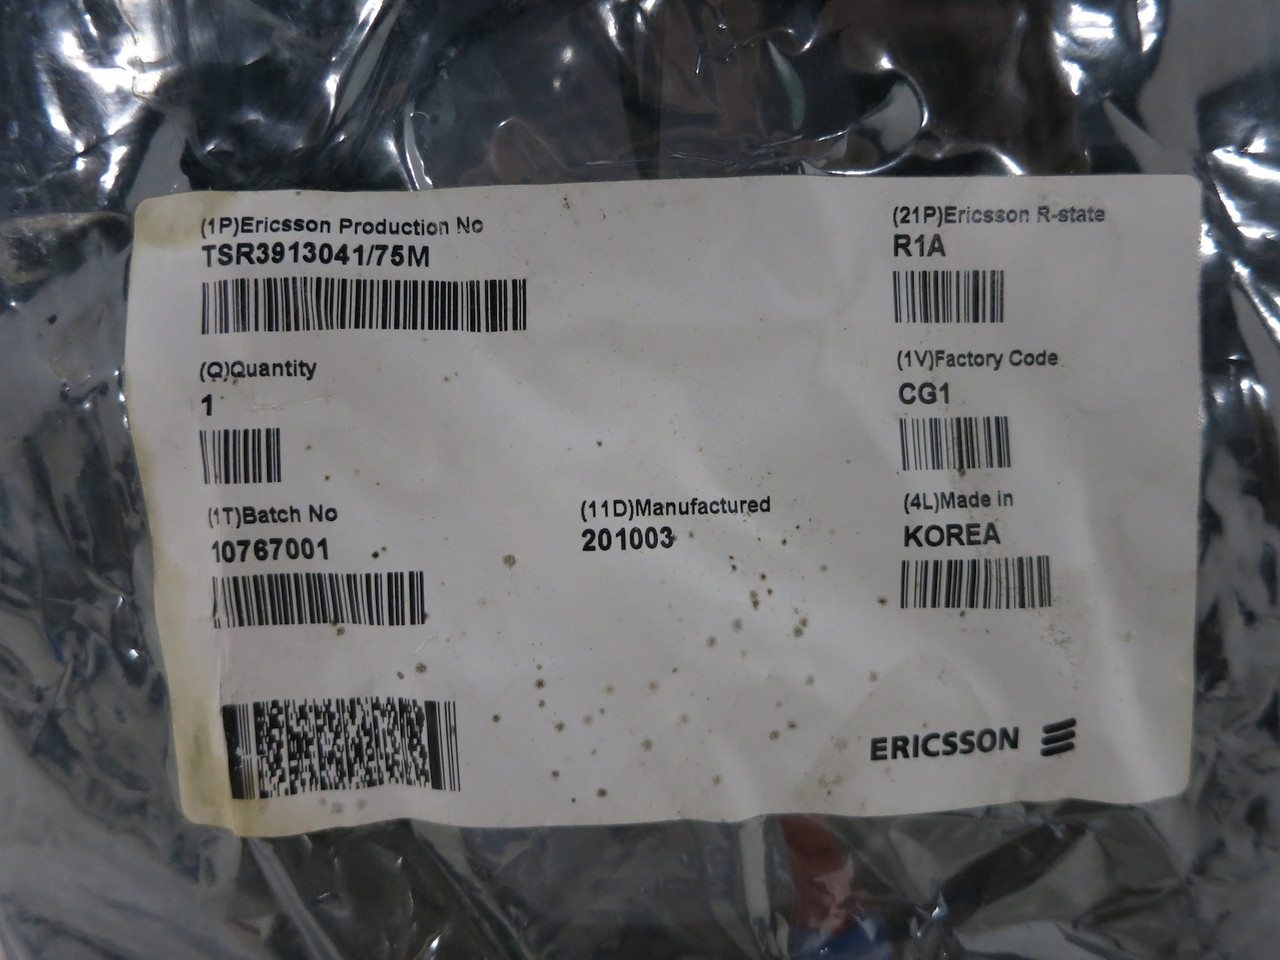 (1P)Ericsson Production No
TSR3913041/75M
(21P)Ericsson R-state
R1A
(Q)Quantity
1
(1V)Factory Code
CG1
(1T)Batch No
10767001
(11D)Manufactured
201003
(4L)Made in
KOREA
ERICSSON